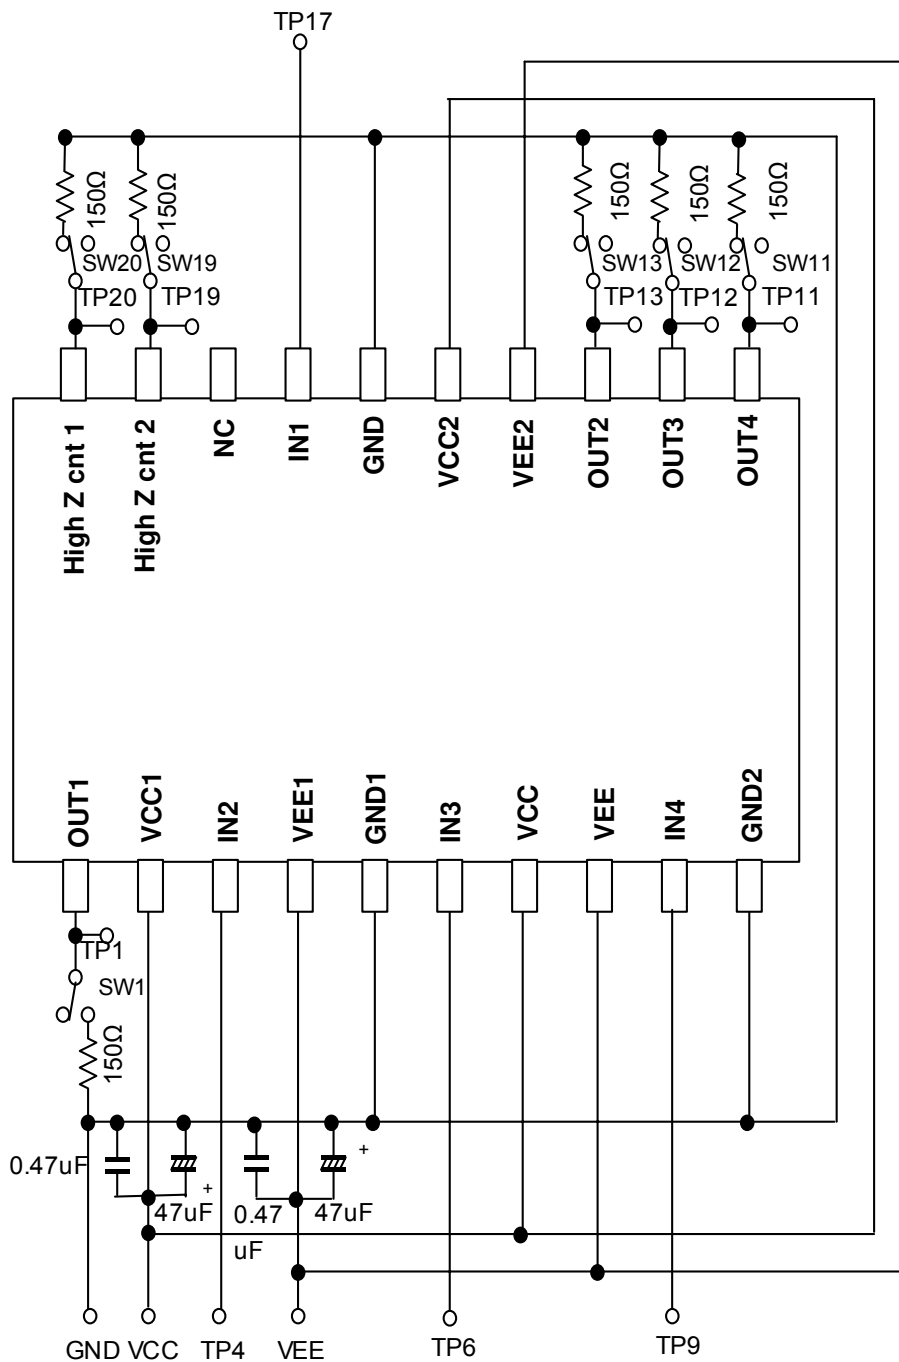 TP17
150Ω
150Ω
150Ω
150Ω
150Ω
SW20
SW19
SW13
SW12
SW11
TP20
TP19
TP13
TP12
TP11
High Z cnt 1
High Z cnt 2
NC
IN1
GND
VCC2
VEE2
OUT2
OUT3
OUT4
OUT1
VCC1
IN2
VEE1
GND1
IN3
VCC
VEE
IN4
GND2
TP1
SW1
150Ω
0.47uF
+
47uF
0.47
uF
+
47uF
GND
VCC
TP4
VEE
TP6
TP9